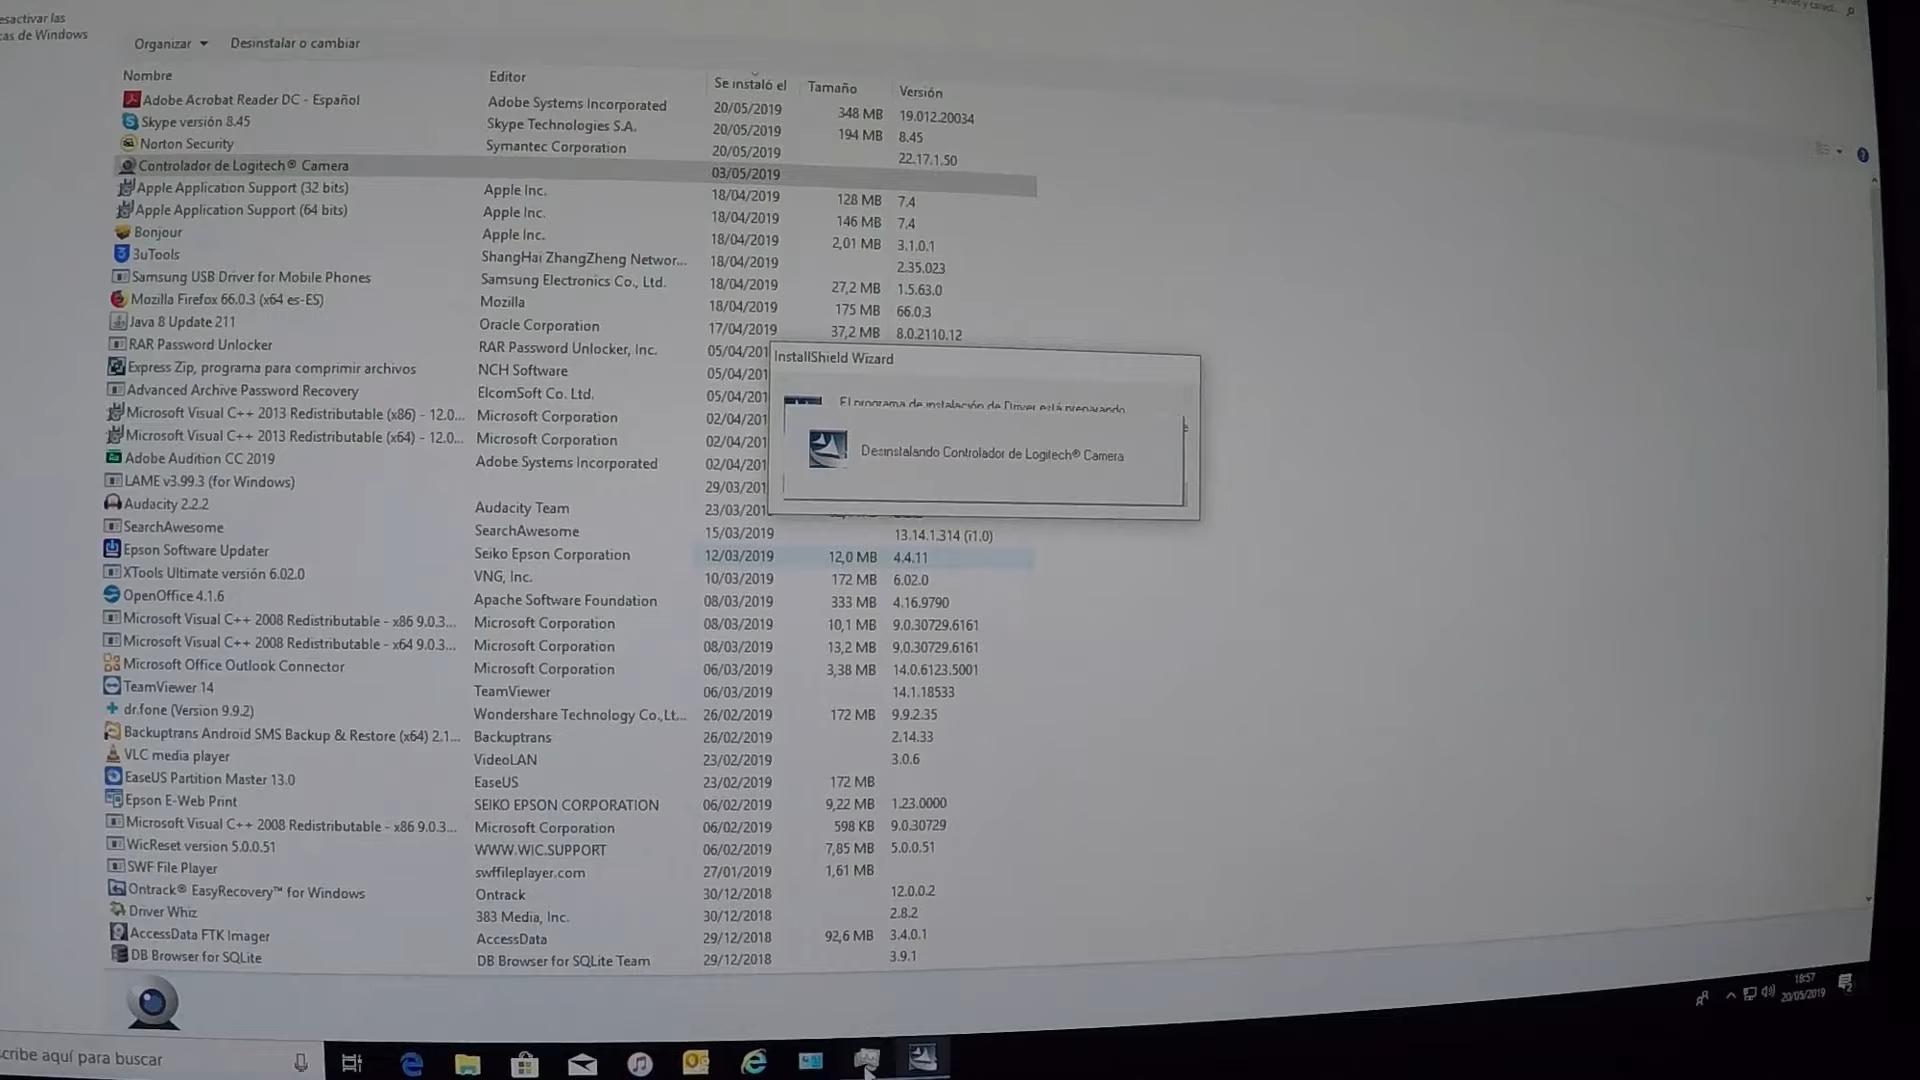 esactivar las
cas de Windows
Organizar Desinstalar o cambiar
Nombre Editor Se instaló el Tamaño Versión
Adobe Acrobat Reader DC - Español Adobe Systems Incorporated 20/05/2019 348 MB 19.012.20034
Skype versión 8.45 Skype Technologies S.A. 20/05/2019 194 MB 8.45
Norton Security Symantec Corporation 20/05/2019 22.17.1.50
Controlador de Logitech® Camera 03/05/2019
Apple Application Support (32 bits) Apple Inc. 18/04/2019 128 MB 7.4
Apple Application Support (64 bits) Apple Inc. 18/04/2019 146 MB 7.4
Bonjour Apple Inc. 18/04/2019 2,01 MB 3.1.0.1
3uTools ShangHai ZhangZheng Networ... 18/04/2019 2.35.023
Samsung USB Driver for Mobile Phones Samsung Electronics Co., Ltd. 18/04/2019 27,2 MB 1.5.63.0
Mozilla Firefox 66.0.3 (x64 es-ES) Mozilla 18/04/2019 175 MB 66.0.3
Java 8 Update 211 Oracle Corporation 17/04/2019 37,2 MB 8.0.2110.12
RAR Password Unlocker RAR Password Unlocker, Inc. 05/04/201
Express Zip, programa para comprimir archivos NCH Software 05/04/201
Advanced Archive Password Recovery ElcomSoft Co. Ltd. 05/04/201
Microsoft Visual C++ 2013 Redistributable (x86) - 12.0... Microsoft Corporation 02/04/201
Microsoft Visual C++ 2013 Redistributable (x64) - 12.0... Microsoft Corporation 02/04/201
Adobe Audition CC 2019 Adobe Systems Incorporated 02/04/201
LAME v3.99.3 (for Windows) 29/03/201
Audacity 2.2.2 Audacity Team 23/03/201
SearchAwesome SearchAwesome 15/03/2019 13.14.1.314 (i1.0)
Epson Software Updater Seiko Epson Corporation 12/03/2019 12,0 MB 4.4.11
XTools Ultimate versión 6.02.0 VNG, Inc. 10/03/2019 172 MB 6.02.0
OpenOffice 4.1.6 Apache Software Foundation 08/03/2019 333 MB 4.16.9790
Microsoft Visual C++ 2008 Redistributable - x86 9.0.3... Microsoft Corporation 08/03/2019 10,1 MB 9.0.30729.6161
Microsoft Visual C++ 2008 Redistributable - x64 9.0.3... Microsoft Corporation 08/03/2019 13,2 MB 9.0.30729.6161
Microsoft Office Outlook Connector Microsoft Corporation 06/03/2019 3,38 MB 14.0.6123.5001
TeamViewer 14 TeamViewer 06/03/2019 14.1.18533
dr.fone (Version 9.9.2) Wondershare Technology Co.,Lt... 26/02/2019 172 MB 9.9.2.35
Backuptrans Android SMS Backup & Restore (x64) 2.1... Backuptrans 26/02/2019 2.14.33
VLC media player VideoLAN 23/02/2019 3.0.6
EaseUS Partition Master 13.0 EaseUS 23/02/2019 172 MB
Epson E-Web Print SEIKO EPSON CORPORATION 06/02/2019 9,22 MB 1.23.0000
Microsoft Visual C++ 2008 Redistributable - x86 9.0.3... Microsoft Corporation 06/02/2019 598 KB 9.0.30729
WicReset version 5.0.0.51 WWW.WIC.SUPPORT 06/02/2019 7,85 MB 5.0.0.51
SWF File Player swffileplayer.com 27/01/2019 1,61 MB
Ontrack® EasyRecovery™ for Windows Ontrack 30/12/2018 12.0.0.2
Driver Whiz 383 Media, Inc. 30/12/2018 2.8.2
AccessData FTK Imager AccessData 29/12/2018 92,6 MB 3.4.0.1
DB Browser for SQLite DB Browser for SQLite Team 29/12/2018 3.9.1
InstallShield Wizard
El programa de instalación de Driver está preparando
Desinstalando Controlador de Logitech® Camera
18:57
20/05/2019
cribe aquí para buscar